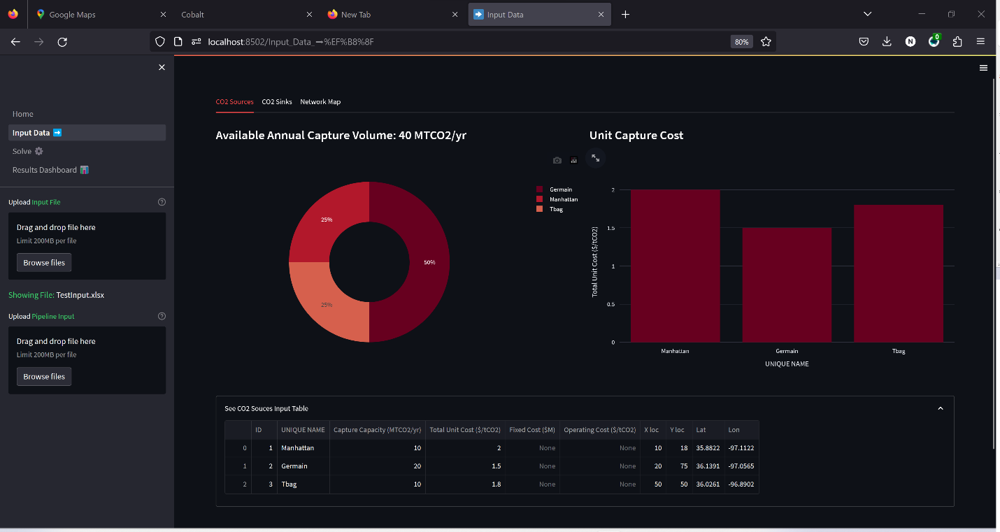 Google Maps
Cobalt
New Tab
Input Data
localhost:8502/Input_Data_➡%EF%B8%8F
80%
N
0
Home
Input Data ➡
Solve
Results Dashboard
Upload Input File
Drag and drop file here
Limit 200MB per file
Browse files
Showing File: TestInput.xlsx
Upload Pipeline Input
Drag and drop file here
Limit 200MB per file
Browse files
CO2 Sources CO2 Sinks Network Map
Available Annual Capture Volume: 40 MTCO2/yr
25%
50%
25%
Germain
Manhattan
Tbag
Unit Capture Cost
Total Unit Cost ($/tCO2)
2
1.5
1
0.5
0
Manhattan Germain Tbag
UNIQUE NAME
See CO2 Souces Input Table
ID UNIQUE NAME Capture Capacity (MTCO2/yr) Total Unit Cost ($/tCO2) Fixed Cost ($M) Operating Cost ($/tCO2) X loc Y loc Lat Lon
0 1 Manhattan 10 2 None None 10 18 35.8822 -97.1122
1 2 Germain 20 1.5 None None 20 75 36.1391 -97.0565
2 3 Tbag 10 1.8 None None 50 50 36.0261 -96.8902